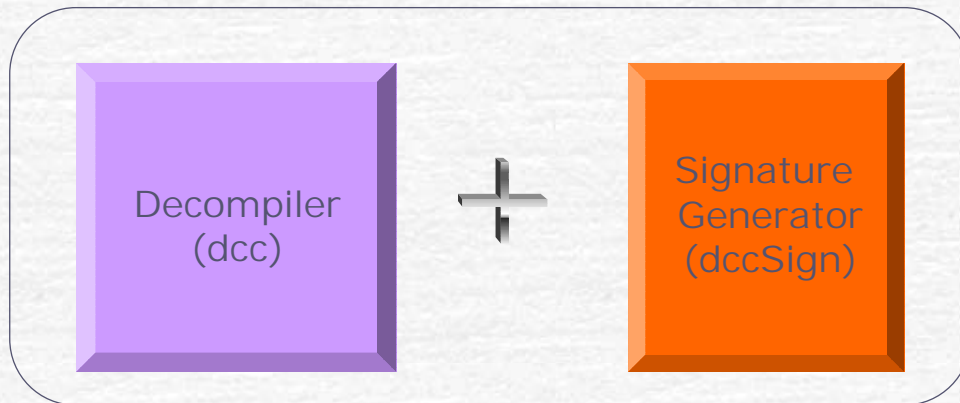 Decompiler
(dcc)
Signature
Generator
(dccSign)